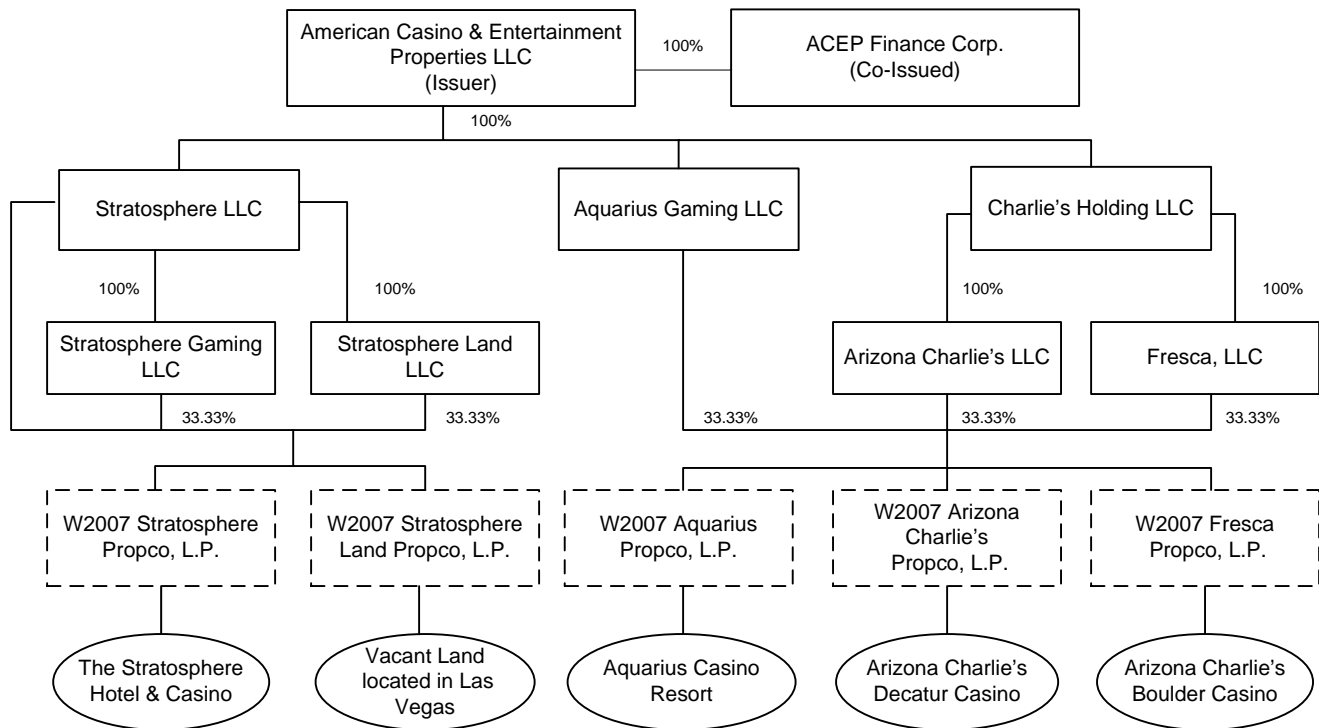 American Casino & Entertainment
Properties LLC
(Issuer)
100%
ACEP Finance Corp.
(Co-Issued)
100%
Stratosphere LLC
Aquarius Gaming LLC
Charlie's Holding LLC
100%
100%
100%
100%
Stratosphere Gaming
LLC
Stratosphere Land
LLC
Arizona Charlie's LLC
Fresca, LLC
33.33%
33.33%
33.33%
33.33%
33.33%
W2007 Stratosphere
Propco, L.P.
W2007 Stratosphere
Land Propco, L.P.
W2007 Aquarius
Propco, L.P.
W2007 Arizona
Charlie's
Propco, L.P.
W2007 Fresca
Propco, L.P.
The Stratosphere
Hotel & Casino
Vacant Land
located in Las
Vegas
Aquarius Casino
Resort
Arizona Charlie's
Decatur Casino
Arizona Charlie's
Boulder Casino